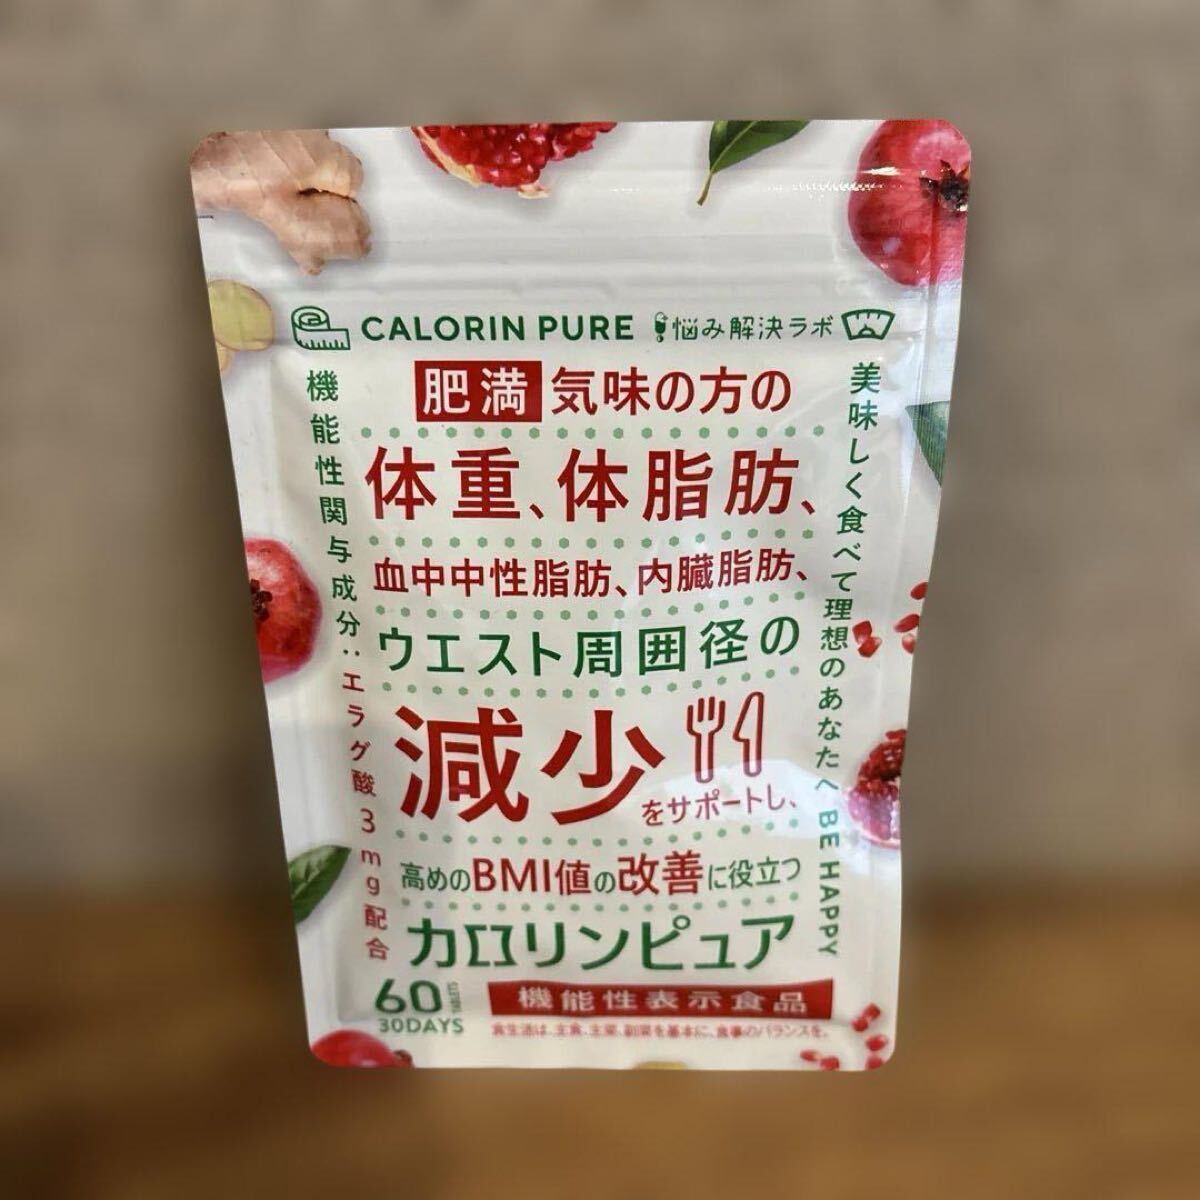 CALORIN PURE 悩み解決ラボ
機能性関与成分:エラグ酸3mg配合
肥満気味の方の
体重、体脂肪、
血中中性脂肪、内臓脂肪、
ウエスト周囲径の
減少をサポートし、
高めのBMI値の改善に役立つ
カロリンピュア
美味しく食べて理想のあなたへ BE HAPPY
60 TABLETS
30DAYS
機能性表示食品
食生活は、主食、主菜、副菜を基本に、食事のバランスを。